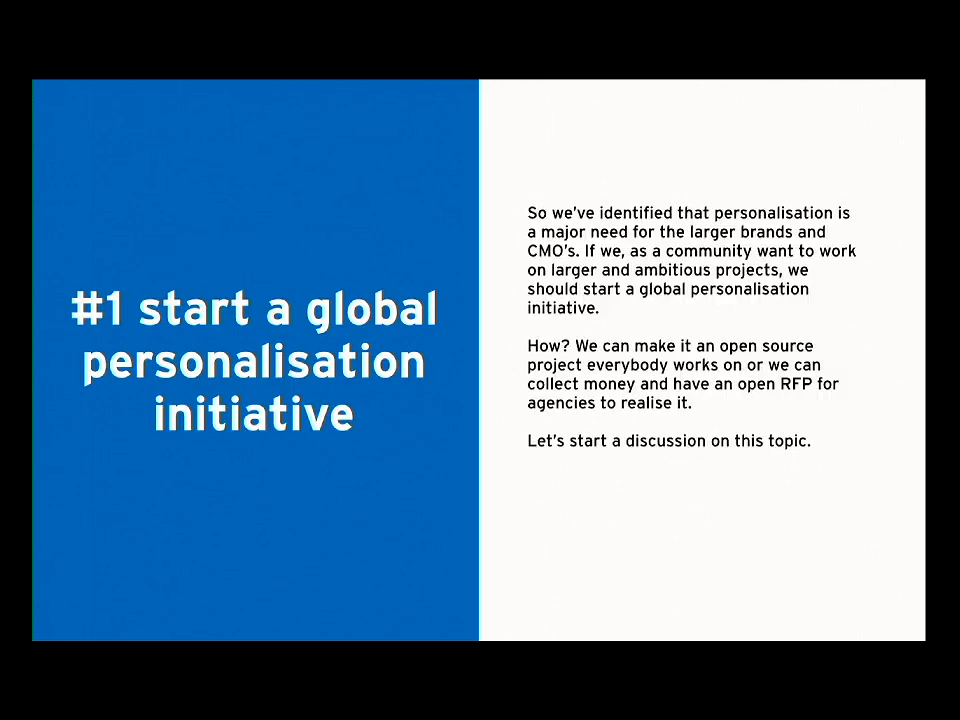 #1 start a global
personalisation
initiative
So we've identified that personalisation is
a major need for the larger brands and
CMO's. If we, as a community want to work
on larger and ambitious projects, we
should start a global personalisation
initiative.
How? We can make it an open source
project everybody works on or we can
collect money and have an open RFP for
agencies to realise it.
Let's start a discussion on this topic.